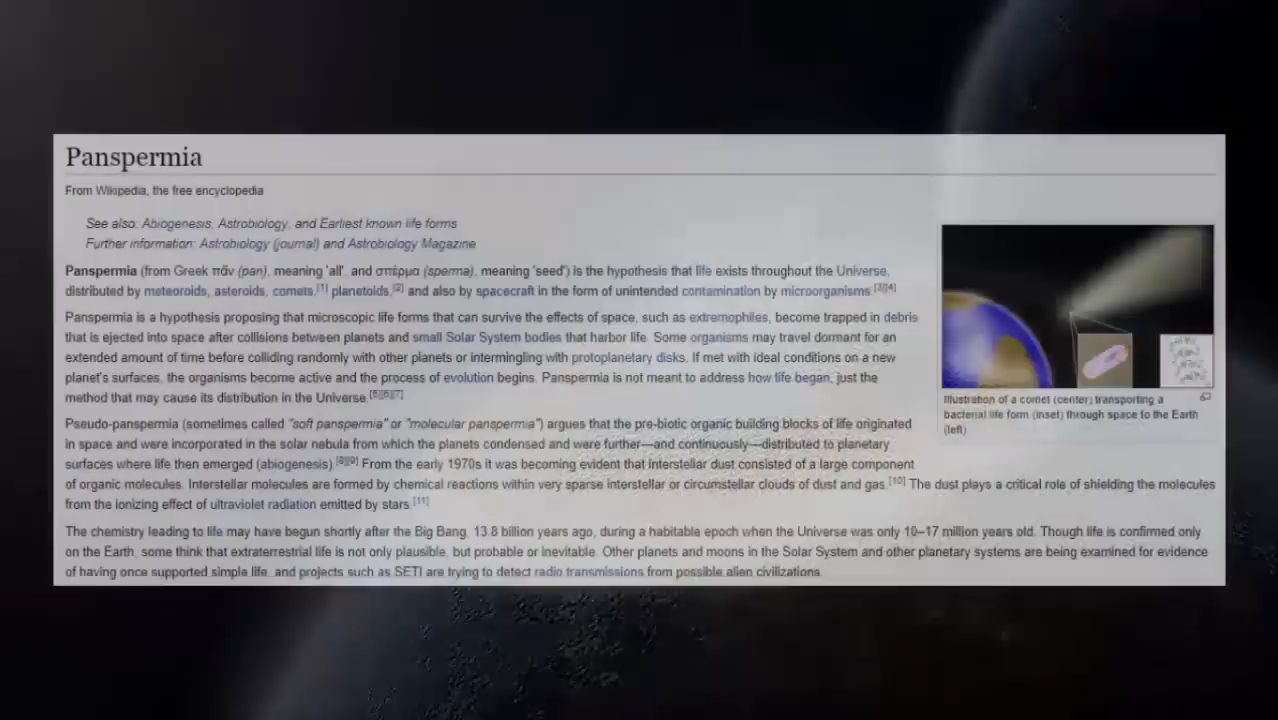 Panspermia
From Wikipedia, the free encyclopedia
See also: Abiogenesis, Astrobiology, and Earliest known life forms
Further information: Astrobiology (journal) and Astrobiology Magazine
Panspermia (from Greek πᾶν (pan), meaning 'all', and σπέρμα (sperma), meaning 'seed') is the hypothesis that life exists throughout the Universe,
distributed by meteoroids, asteroids, comets,[1] planetoids,[2] and also by spacecraft in the form of unintended contamination by microorganisms.[3][4]
Panspermia is a hypothesis proposing that microscopic life forms that can survive the effects of space, such as extremophiles, become trapped in debris
that is ejected into space after collisions between planets and small Solar System bodies that harbor life. Some organisms may travel dormant for an
extended amount of time before colliding randomly with other planets or intermingling with protoplanetary disks. If met with ideal conditions on a new
planet's surfaces, the organisms become active and the process of evolution begins. Panspermia is not meant to address how life began, just the
method that may cause its distribution in the Universe.[5][6][7]
Pseudo-panspermia (sometimes called "soft panspermia" or "molecular panspermia") argues that the pre-biotic organic building blocks of life originated
in space and were incorporated in the solar nebula from which the planets condensed and were further—and continuously—distributed to planetary
surfaces where life then emerged (abiogenesis).[8][9] From the early 1970s it was becoming evident that interstellar dust consisted of a large component
of organic molecules. Interstellar molecules are formed by chemical reactions within very sparse interstellar or circumstellar clouds of dust and gas.[10] The dust plays a critical role of shielding the molecules
from the ionizing effect of ultraviolet radiation emitted by stars.[11]
The chemistry leading to life may have begun shortly after the Big Bang, 13.8 billion years ago, during a habitable epoch when the Universe was only 10–17 million years old. Though life is confirmed only
on the Earth, some think that extraterrestrial life is not only plausible, but probable or inevitable. Other planets and moons in the Solar System and other planetary systems are being examined for evidence
of having once supported simple life, and projects such as SETI are trying to detect radio transmissions from possible alien civilizations.
Illustration of a comet (center) transporting a
bacterial life form (inset) through space to the Earth
(left)